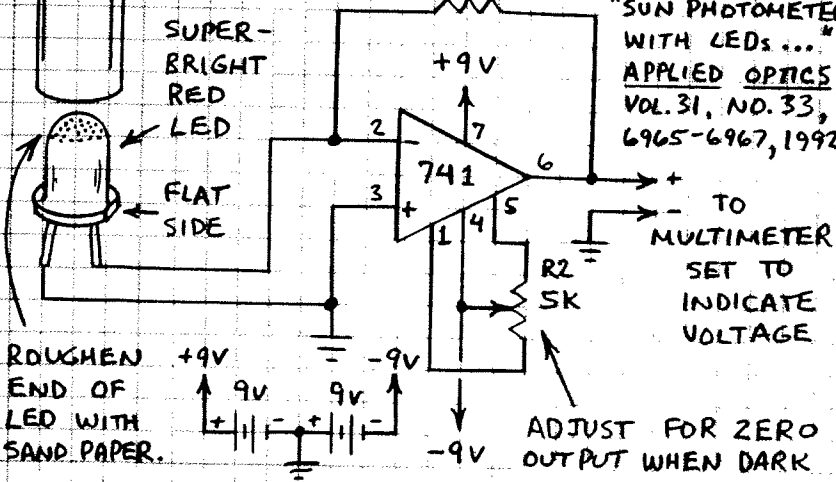 SUPER-
BRIGHT
RED
LED
FLAT
SIDE
"SUN PHOTOMETE
WITH LEDs..."
APPLIED OPTICS
VOL. 31, NO. 33,
6965-6967, 1992
+9V
2
-
7
741
6
3
+
1
4
5
+
-
TO
MULTIMETER
SET TO
INDICATE
VOLTAGE
R2
5K
ROUGHEN
END OF
LED WITH
SAND PAPER.
+9V
-9V
9V
9V
+
-
+
-
-9V
ADJUST FOR ZERO
OUTPUT WHEN DARK